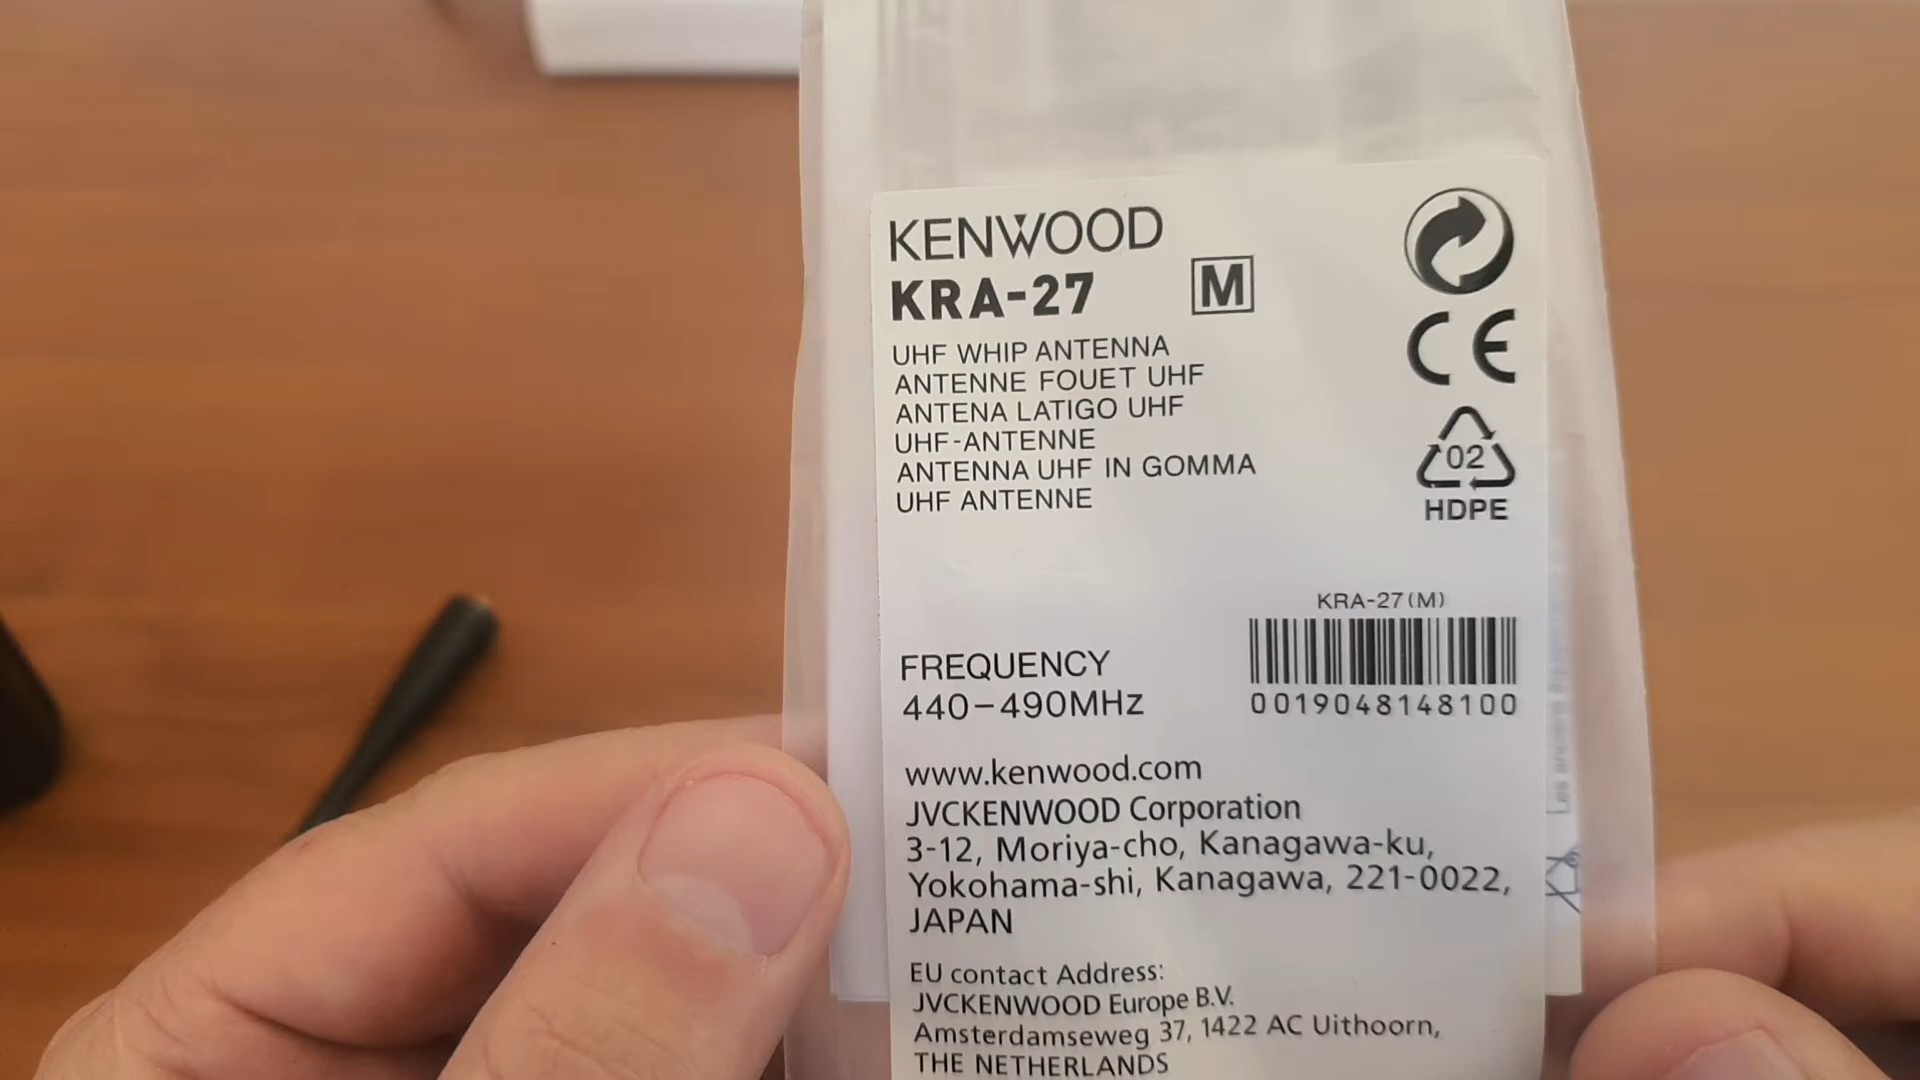 KENWOOD
KRA-27 M
UHF WHIP ANTENNA
ANTENNE FOUET UHF
ANTENA LATIGO UHF
UHF-ANTENNE
ANTENNA UHF IN GOMMA
UHF ANTENNE
CE
02
HDPE
KRA-27(M)
0019048148100
FREQUENCY
440–490MHz
www.kenwood.com
JVCKENWOOD Corporation
3-12, Moriya-cho, Kanagawa-ku,
Yokohama-shi, Kanagawa, 221-0022,
JAPAN
EU contact Address:
JVCKENWOOD Europe B.V.
Amsterdamseweg 37, 1422 AC Uithoorn,
THE NETHERLANDS